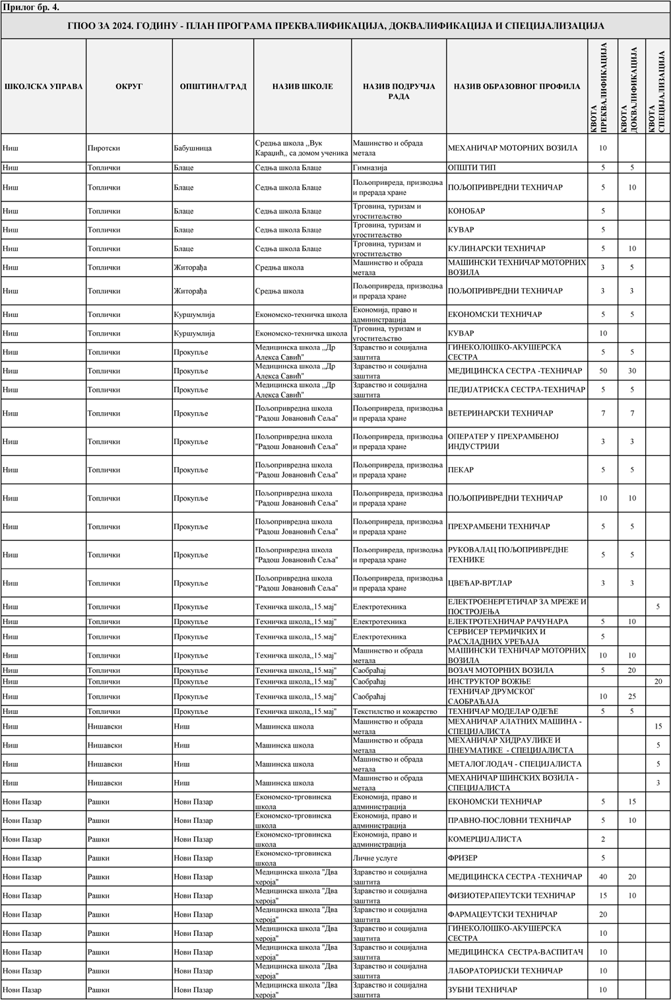 Прилог бр. 4.
ГПОО ЗА 2024. ГОДИНУ - ПЛАН ПРОГРАМА ПРЕКВАЛИФИКАЦИЈА, ДОКВАЛИФИКАЦИЈА И СПЕЦИЈАЛИЗАЦИЈА
ШКОЛСКА УПРАВА ОКРУГ ОПШТИНА/ГРАД НАЗИВ ШКОЛЕ НАЗИВ ПОДРУЧЈА РАДА НАЗИВ ОБРАЗОВНОГ ПРОФИЛА КВОТА ПРЕКВАЛИФИКАЦИЈА КВОТА ДОКВАЛИФИКАЦИЈА КВОТА СПЕЦИЈАЛИЗАЦИЈА
Ниш Пиротски Бабушница Средња школа ,,Вук Караџић,, са домом ученика Машинство и обрада метала МЕХАНИЧАР МОТОРНИХ ВОЗИЛА 10
Ниш Топлички Блаце Седња школа Блаце Гимназија ОПШТИ ТИП 5 5
Ниш Топлички Блаце Седња школа Блаце Пољопривреда, призводња и прерада хране ПОЉОПРИВРЕДНИ ТЕХНИЧАР 5 10
Ниш Топлички Блаце Седња школа Блаце Трговина, туризам и угоститељство КОНОБАР 5
Ниш Топлички Блаце Седња школа Блаце Трговина, туризам и угоститељство КУВАР 5
Ниш Топлички Блаце Седња школа Блаце Трговина, туризам и угоститељство КУЛИНАРСКИ ТЕХНИЧАР 5 10
Ниш Топлички Житорађа Средња школа Машинство и обрада метала МАШИНСКИ ТЕХНИЧАР МОТОРНИХ ВОЗИЛА 3 5
Ниш Топлички Житорађа Средња школа Пољопривреда, призводња и прерада хране ПОЉОПРИВРЕДНИ ТЕХНИЧАР 3 3
Ниш Топлички Куршумлија Економско-техничка школа Економија, право и администрација ЕКОНОМСКИ ТЕХНИЧАР 5 5
Ниш Топлички Куршумлија Економско-техничка школа Трговина, туризам и угоститељство КУВАР 10
Ниш Топлички Прокупље Медицинска школа ,,Др Алекса Савић" Здравство и социјална заштита ГИНЕКОЛОШКО-АКУШЕРСКА СЕСТРА 5 5
Ниш Топлички Прокупље Медицинска школа ,,Др Алекса Савић" Здравство и социјална заштита МЕДИЦИНСКА СЕСТРА -ТЕХНИЧАР 50 30
Ниш Топлички Прокупље Медицинска школа ,,Др Алекса Савић" Здравство и социјална заштита ПЕДИЈАТРИСКА СЕСТРА-ТЕХНИЧАР 5 5
Ниш Топлички Прокупље Пољопривредна школа "Радош Јовановић Сеља" Пољопривреда, призводња и прерада хране ВЕТЕРИНАРСКИ ТЕХНИЧАР 7 7
Ниш Топлички Прокупље Пољопривредна школа "Радош Јовановић Сеља" Пољопривреда, призводња и прерада хране ОПЕРАТЕР У ПРЕХРАМБЕНОЈ ИНДУСТРИЈИ 3 3
Ниш Топлички Прокупље Пољопривредна школа "Радош Јовановић Сеља" Пољопривреда, призводња и прерада хране ПЕКАР 5 5
Ниш Топлички Прокупље Пољопривредна школа "Радош Јовановић Сеља" Пољопривреда, призводња и прерада хране ПОЉОПРИВРЕДНИ ТЕХНИЧАР 10 10
Ниш Топлички Прокупље Пољопривредна школа "Радош Јовановић Сеља" Пољопривреда, призводња и прерада хране ПРЕХРАМБЕНИ ТЕХНИЧАР 5 5
Ниш Топлички Прокупље Пољопривредна школа "Радош Јовановић Сеља" Пољопривреда, призводња и прерада хране РУКОВАЛАЦ ПОЉОПРИВРЕДНЕ ТЕХНИКЕ 5 5
Ниш Топлички Прокупље Пољопривредна школа "Радош Јовановић Сеља" Пољопривреда, призводња и прерада хране ЦВЕЋАР-ВРТЛАР 3 3
Ниш Топлички Прокупље Техничка школа,,15.мај" Електротехника ЕЛЕКТРОЕНЕРГЕТИЧАР ЗА МРЕЖЕ И ПОСТРОЈЕЊА 5
Ниш Топлички Прокупље Техничка школа,,15.мај" Електротехника ЕЛЕКТРОТЕХНИЧАР РАЧУНАРА 5 10
Ниш Топлички Прокупље Техничка школа,,15.мај" Електротехника СЕРВИСЕР ТЕРМИЧКИХ И РАСХЛАДНИХ УРЕЂАЈА 5
Ниш Топлички Прокупље Техничка школа,,15.мај" Машинство и обрада метала МАШИНСКИ ТЕХНИЧАР МОТОРНИХ ВОЗИЛА 10 10
Ниш Топлички Прокупље Техничка школа,,15.мај" Саобраћај ВОЗАЧ МОТОРНИХ ВОЗИЛА 5 20
Ниш Топлички Прокупље Техничка школа,,15.мај" Саобраћај ИНСТРУКТОР ВОЖЊЕ 20
Ниш Топлички Прокупље Техничка школа,,15.мај" Саобраћај ТЕХНИЧАР ДРУМСКОГ САОБРАЋАЈА 10 25
Ниш Топлички Прокупље Техничка школа,,15.мај" Текстилство и кожарство ТЕХНИЧАР МОДЕЛАР ОДЕЋЕ 5 5
Ниш Нишавски Ниш Машинска школа Машинство и обрада метала МЕХАНИЧАР АЛАТНИХ МАШИНА - СПЕЦИЈАЛИСТА 15
Ниш Нишавски Ниш Машинска школа Машинство и обрада метала МЕХАНИЧАР ХИДРАУЛИКЕ И ПНЕУМАТИКЕ - СПЕЦИЈАЛИСТА 5
Ниш Нишавски Ниш Машинска школа Машинство и обрада метала МЕТАЛОГЛОДАЧ - СПЕЦИЈАЛИСТА 5
Ниш Нишавски Ниш Машинска школа Машинство и обрада метала МЕХАНИЧАР ШИНСКИХ ВОЗИЛА - СПЕЦИЈАЛИСТА 3
Нови Пазар Рашки Нови Пазар Економско-трговинска школа Економија, право и администрација ЕКОНОМСКИ ТЕХНИЧАР 5 15
Нови Пазар Рашки Нови Пазар Економско-трговинска школа Економија, право и администрација ПРАВНО-ПОСЛОВНИ ТЕХНИЧАР 5 10
Нови Пазар Рашки Нови Пазар Економско-трговинска школа Економија, право и администрација КОМЕРЦИЈАЛИСТА 2
Нови Пазар Рашки Нови Пазар Економско-трговинска школа Личне услуге ФРИЗЕР 5
Нови Пазар Рашки Нови Пазар Медицинска школа "Два хероја" Здравство и социјална заштита МЕДИЦИНСКА СЕСТРА -ТЕХНИЧАР 40 20
Нови Пазар Рашки Нови Пазар Медицинска школа "Два хероја" Здравство и социјална заштита ФИЗИОТЕРАПЕУТСКИ ТЕХНИЧАР 15 10
Нови Пазар Рашки Нови Пазар Медицинска школа "Два хероја" Здравство и социјална заштита ФАРМАЦЕУТСКИ ТЕХНИЧАР 20
Нови Пазар Рашки Нови Пазар Медицинска школа "Два хероја" Здравство и социјална заштита ГИНЕКОЛОШКО-АКУШЕРСКА СЕСТРА 10
Нови Пазар Рашки Нови Пазар Медицинска школа "Два хероја" Здравство и социјална заштита МЕДИЦИНСКА СЕСТРА-ВАСПИТАЧ 10
Нови Пазар Рашки Нови Пазар Медицинска школа "Два хероја" Здравство и социјална заштита ЛАБОРАТОРИЈСКИ ТЕХНИЧАР 10
Нови Пазар Рашки Нови Пазар Медицинска школа "Два хероја" Здравство и социјална заштита ЗУБНИ ТЕХНИЧАР 10